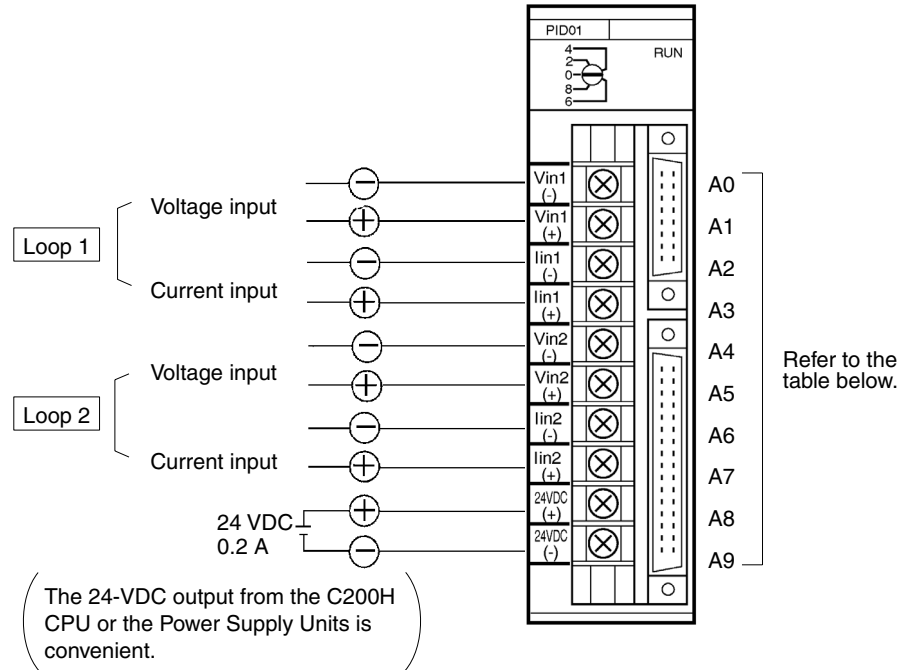 PID01
RUN
4
2
0
8
6
Loop 1
Voltage input
Current input
Loop 2
Voltage input
Current input
24 VDC
0.2 A
Vin1
(-)
Vin1
(+)
Iin1
(-)
Iin1
(+)
Vin2
(-)
Vin2
(+)
Iin2
(-)
Iin2
(+)
24VDC
(+)
24VDC
(-)
A0
A1
A2
A3
A4
A5
A6
A7
A8
A9
Refer to the
table below.
The 24-VDC output from the C200H
CPU or the Power Supply Units is
convenient.